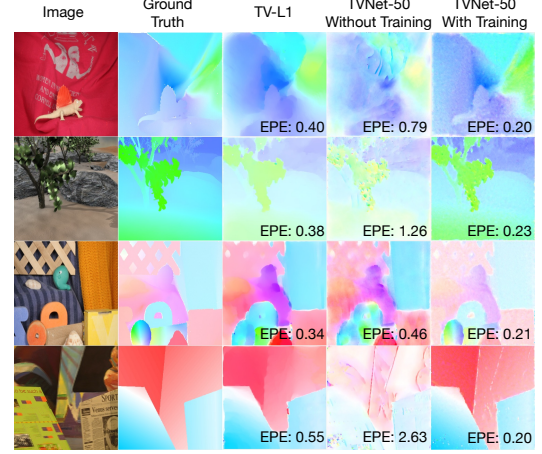 Image
Ground
Truth
TV-L1
TVNet-50
Without Training
TVNet-50
With Training
EPE: 0.40
EPE: 0.79
EPE: 0.20
EPE: 0.38
EPE: 1.26
EPE: 0.23
EPE: 0.34
EPE: 0.46
EPE: 0.21
SPORTS
EPE: 0.55
EPE: 2.63
EPE: 0.20